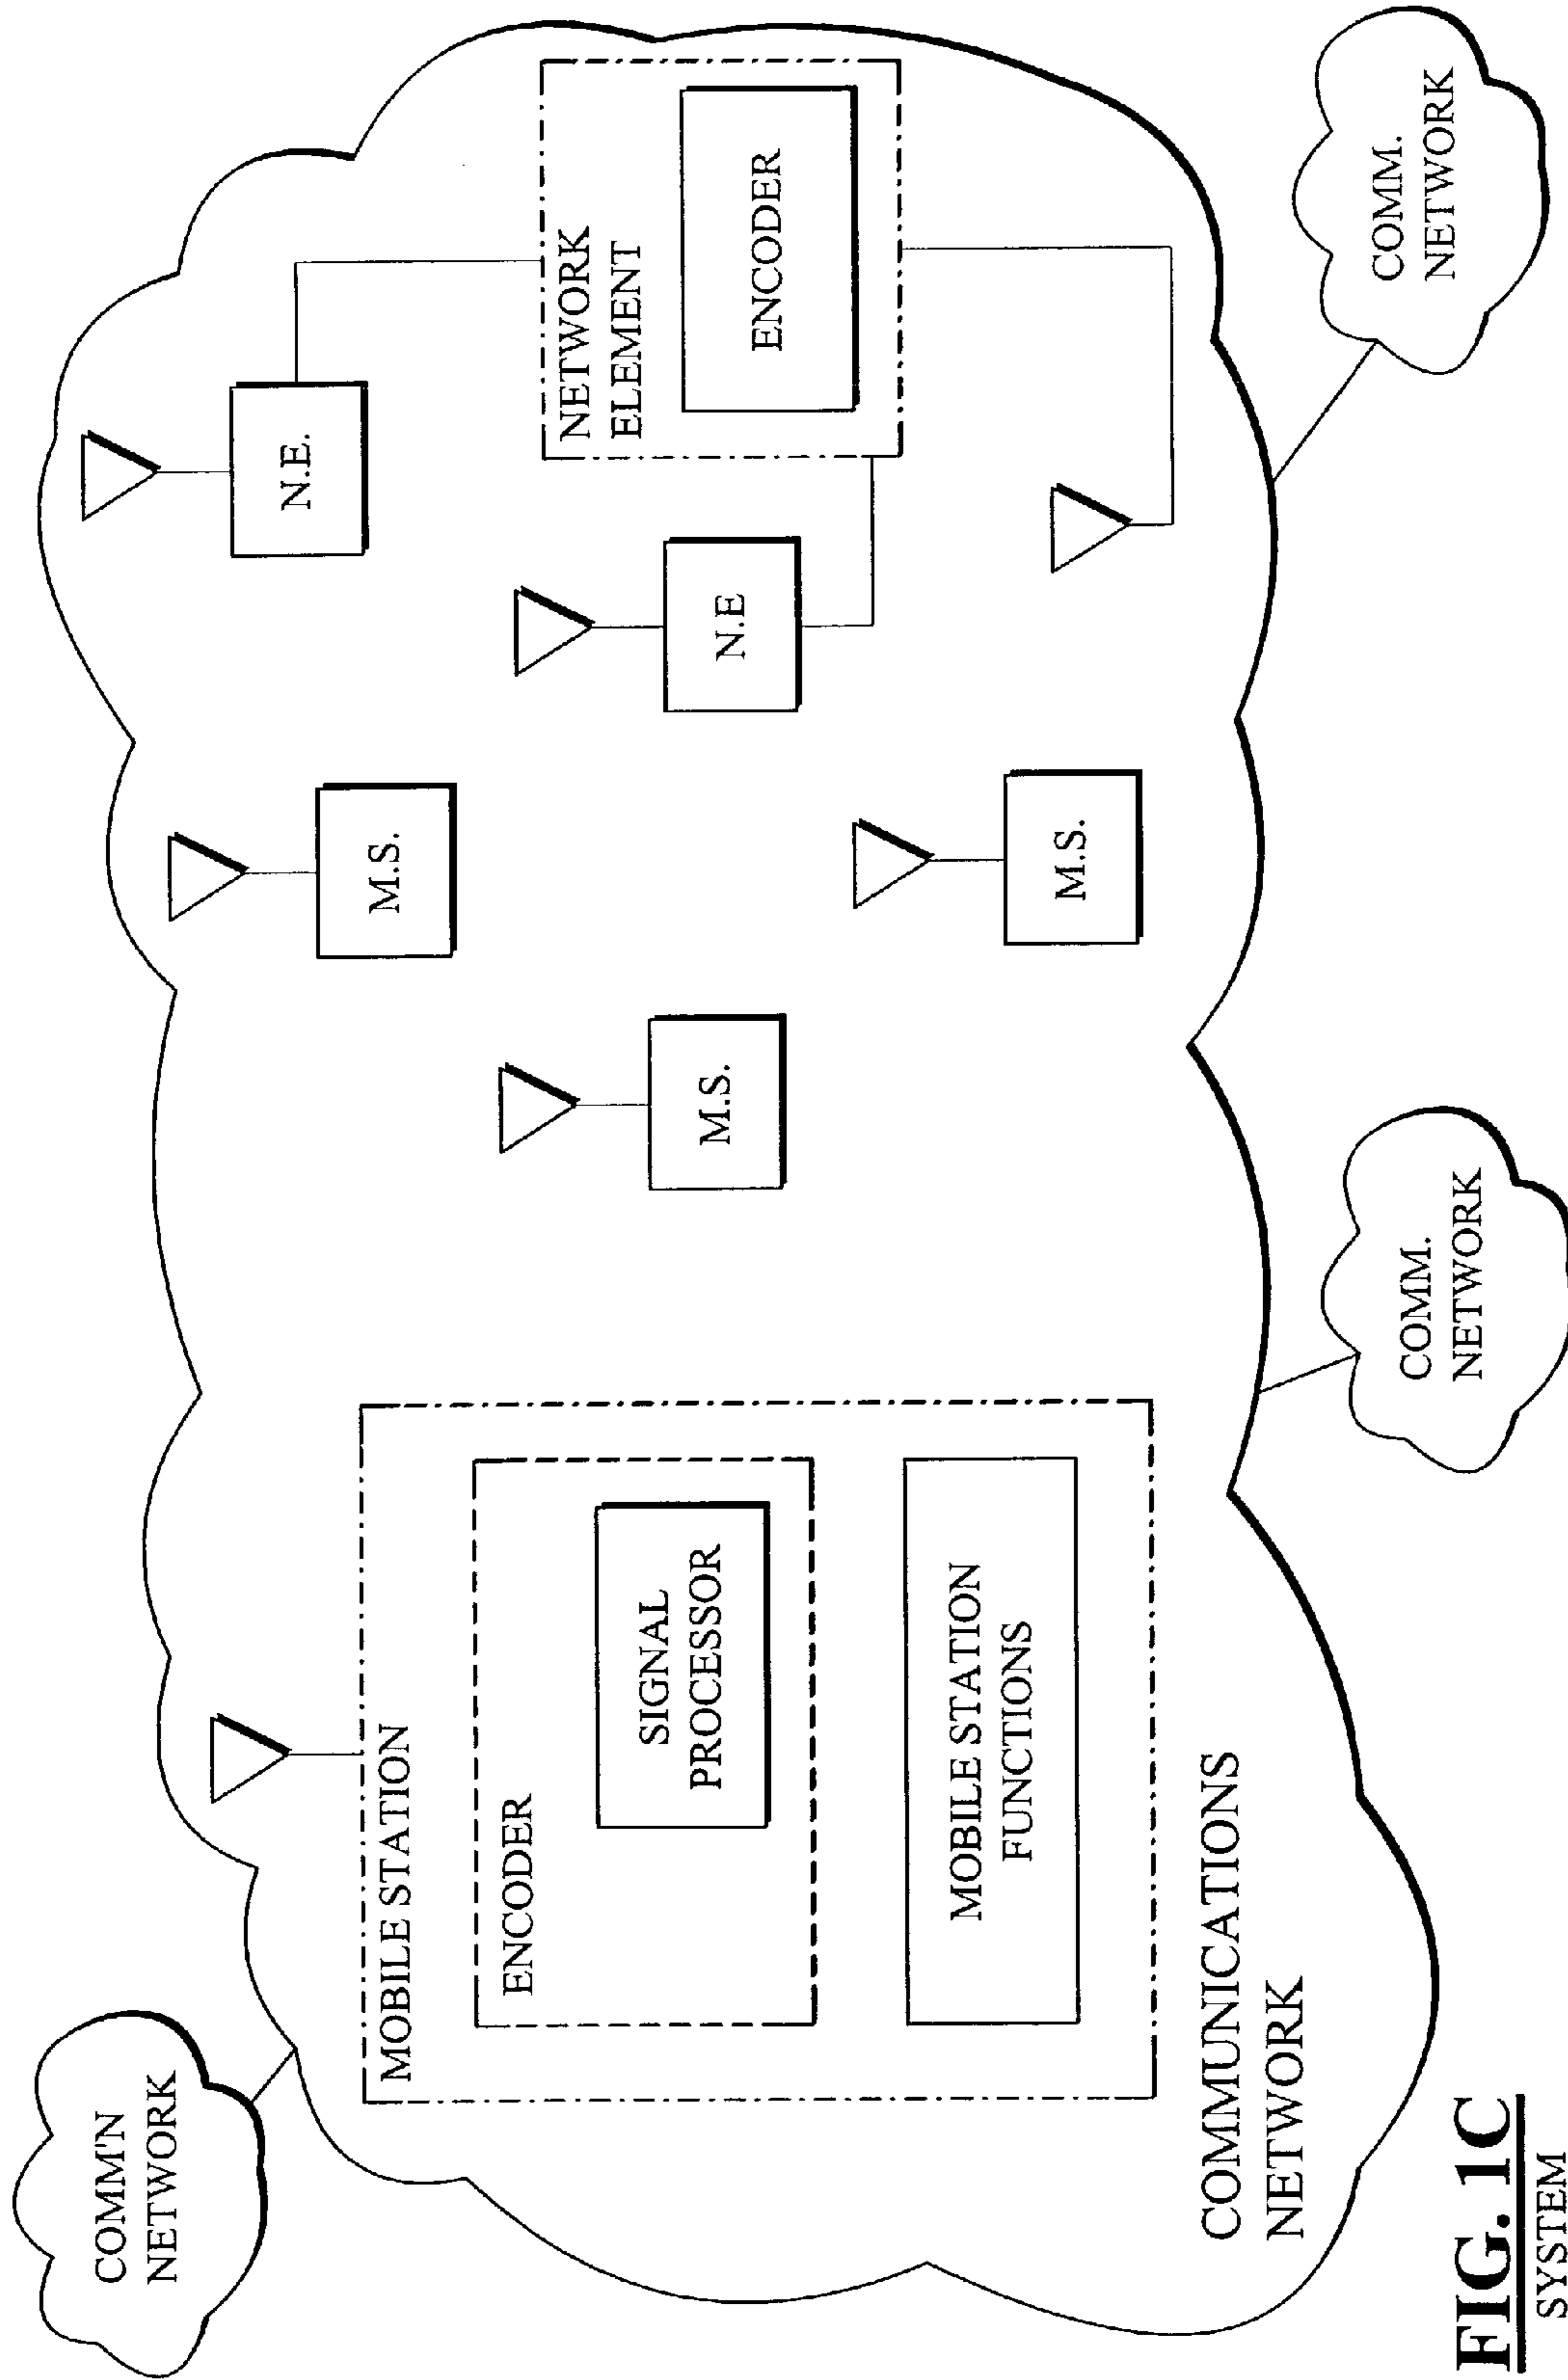 COMM'N
NETWORK
MOBILE STATION
ENCODER
SIGNAL
PROCESSOR
MOBILE STATION
FUNCTIONS
COMMUNICATIONS
NETWORK
M.S.
M.S.
M.S.
N.E.
N.E
NETWORK
ELEMENT
ENCODER
COMM.
NETWORK
COMM.
NETWORK
FIG. 1C
SYSTEM